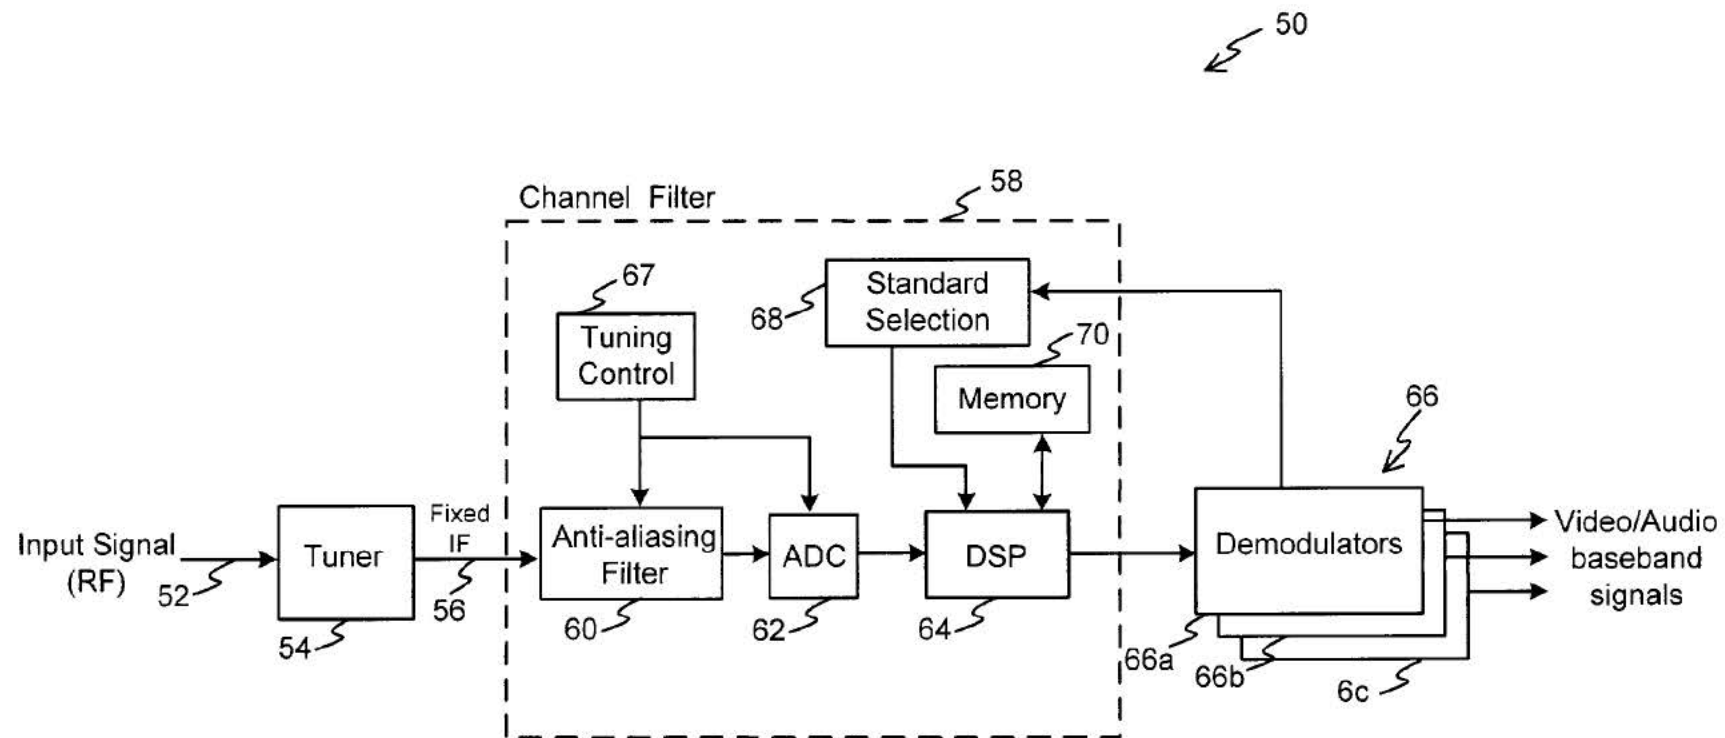 50
Channel Filter
58
67
Tuning
Control
Standard
Selection
68
70
Memory
66
Input Signal
(RF)
52
Tuner
54
Fixed
IF
56
Anti-aliasing
Filter
60
ADC
62
DSP
64
Demodulators
66a
66b
6c
Video/Audio
baseband
signals